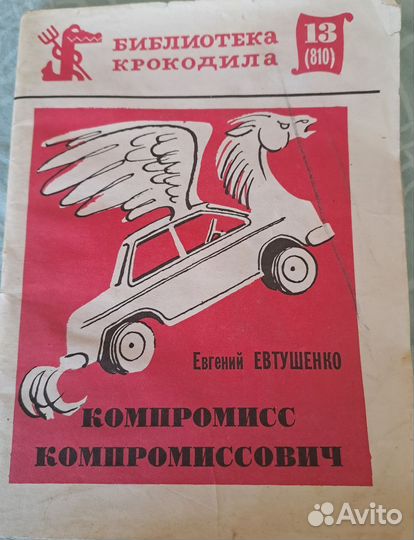 БИБЛИОТЕКА
КРОКОДИЛА
13
(810)
Евгений ЕВТУШЕНКО
КОМПРОМИСС
КОМПРОМИССОВИЧ
Avito